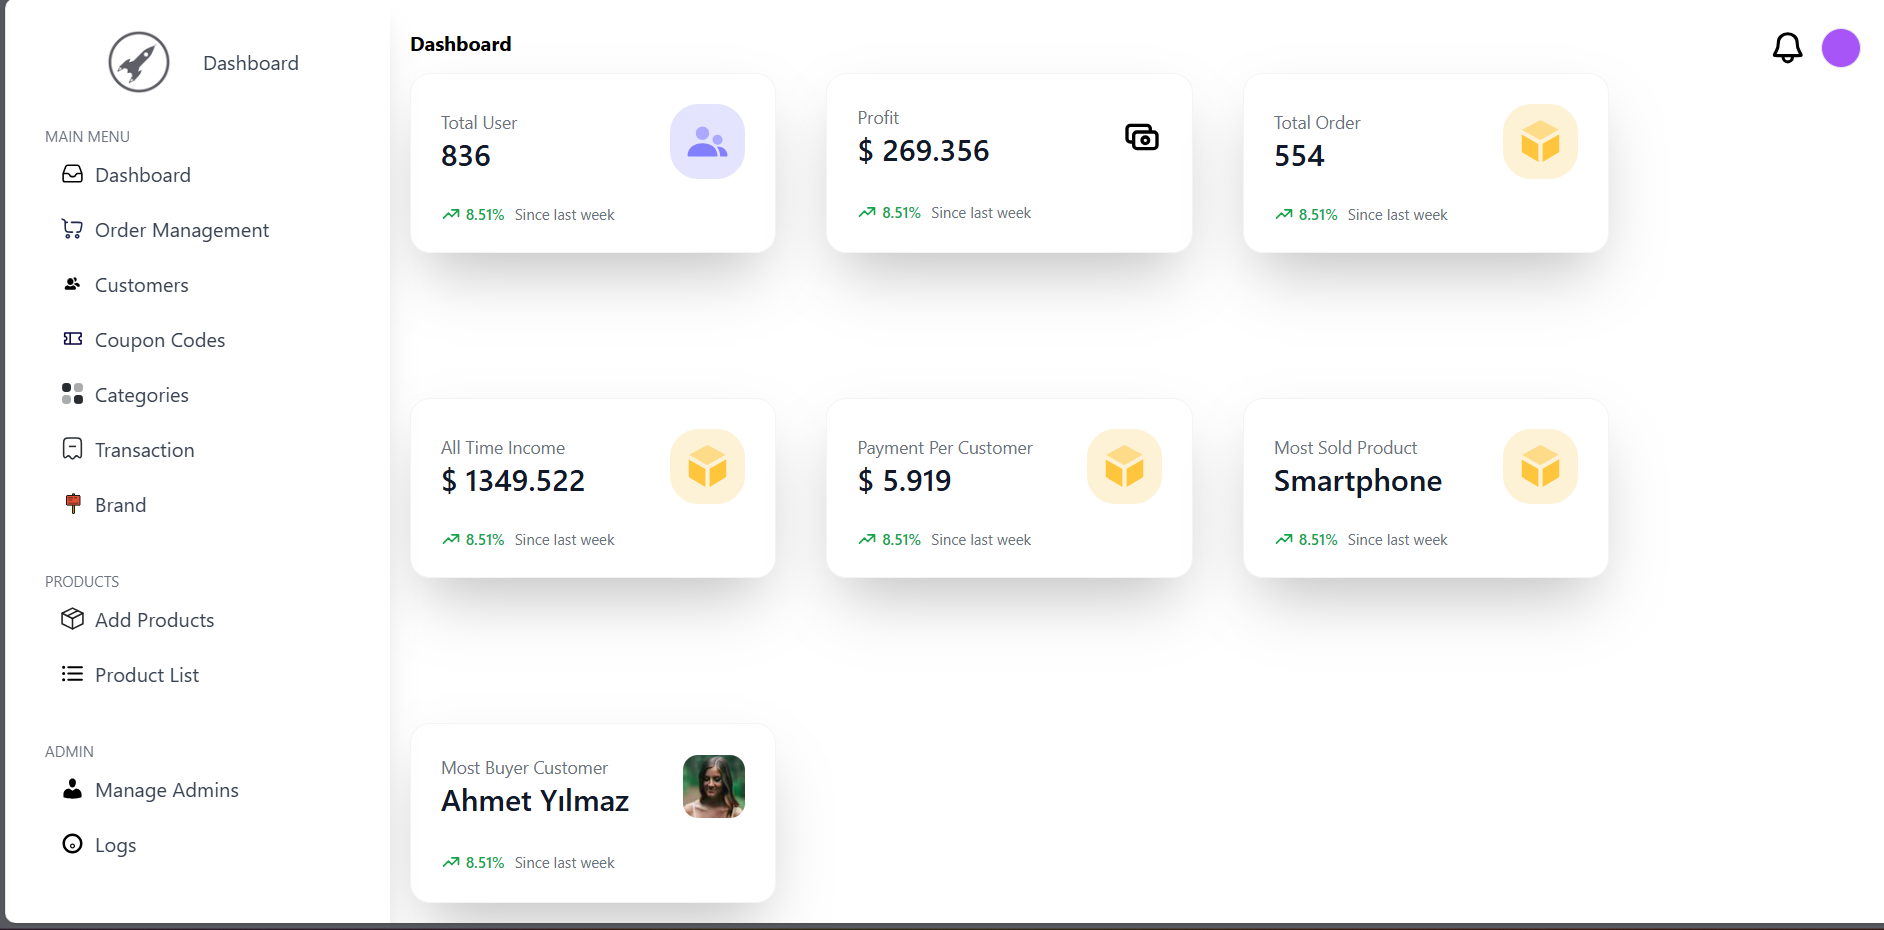 Dashboard
MAIN MENU
Dashboard
Order Management
Customers
Coupon Codes
Categories
Transaction
Brand
PRODUCTS
Add Products
Product List
ADMIN
Manage Admins
Logs
Dashboard
Total User
836
8.51% Since last week
Profit
$ 269.356
8.51% Since last week
Total Order
554
8.51% Since last week
All Time Income
$ 1349.522
8.51% Since last week
Payment Per Customer
$ 5.919
8.51% Since last week
Most Sold Product
Smartphone
8.51% Since last week
Most Buyer Customer
Ahmet Yılmaz
8.51% Since last week